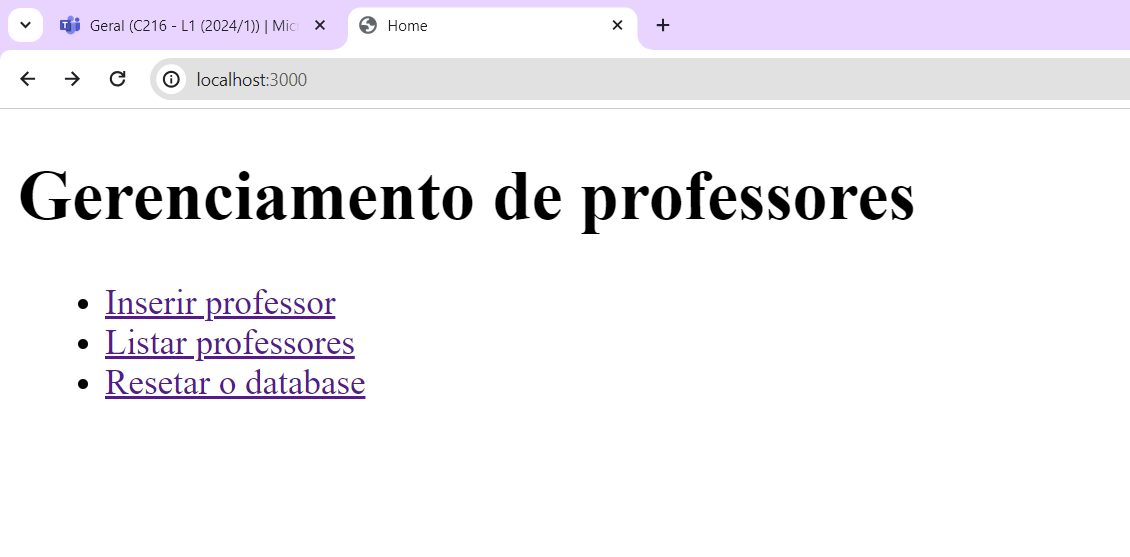 Geral (C216 - L1 (2024/1)) | Mic
Home
localhost:3000
Gerenciamento de professores
Inserir professor
Listar professores
Resetar o database